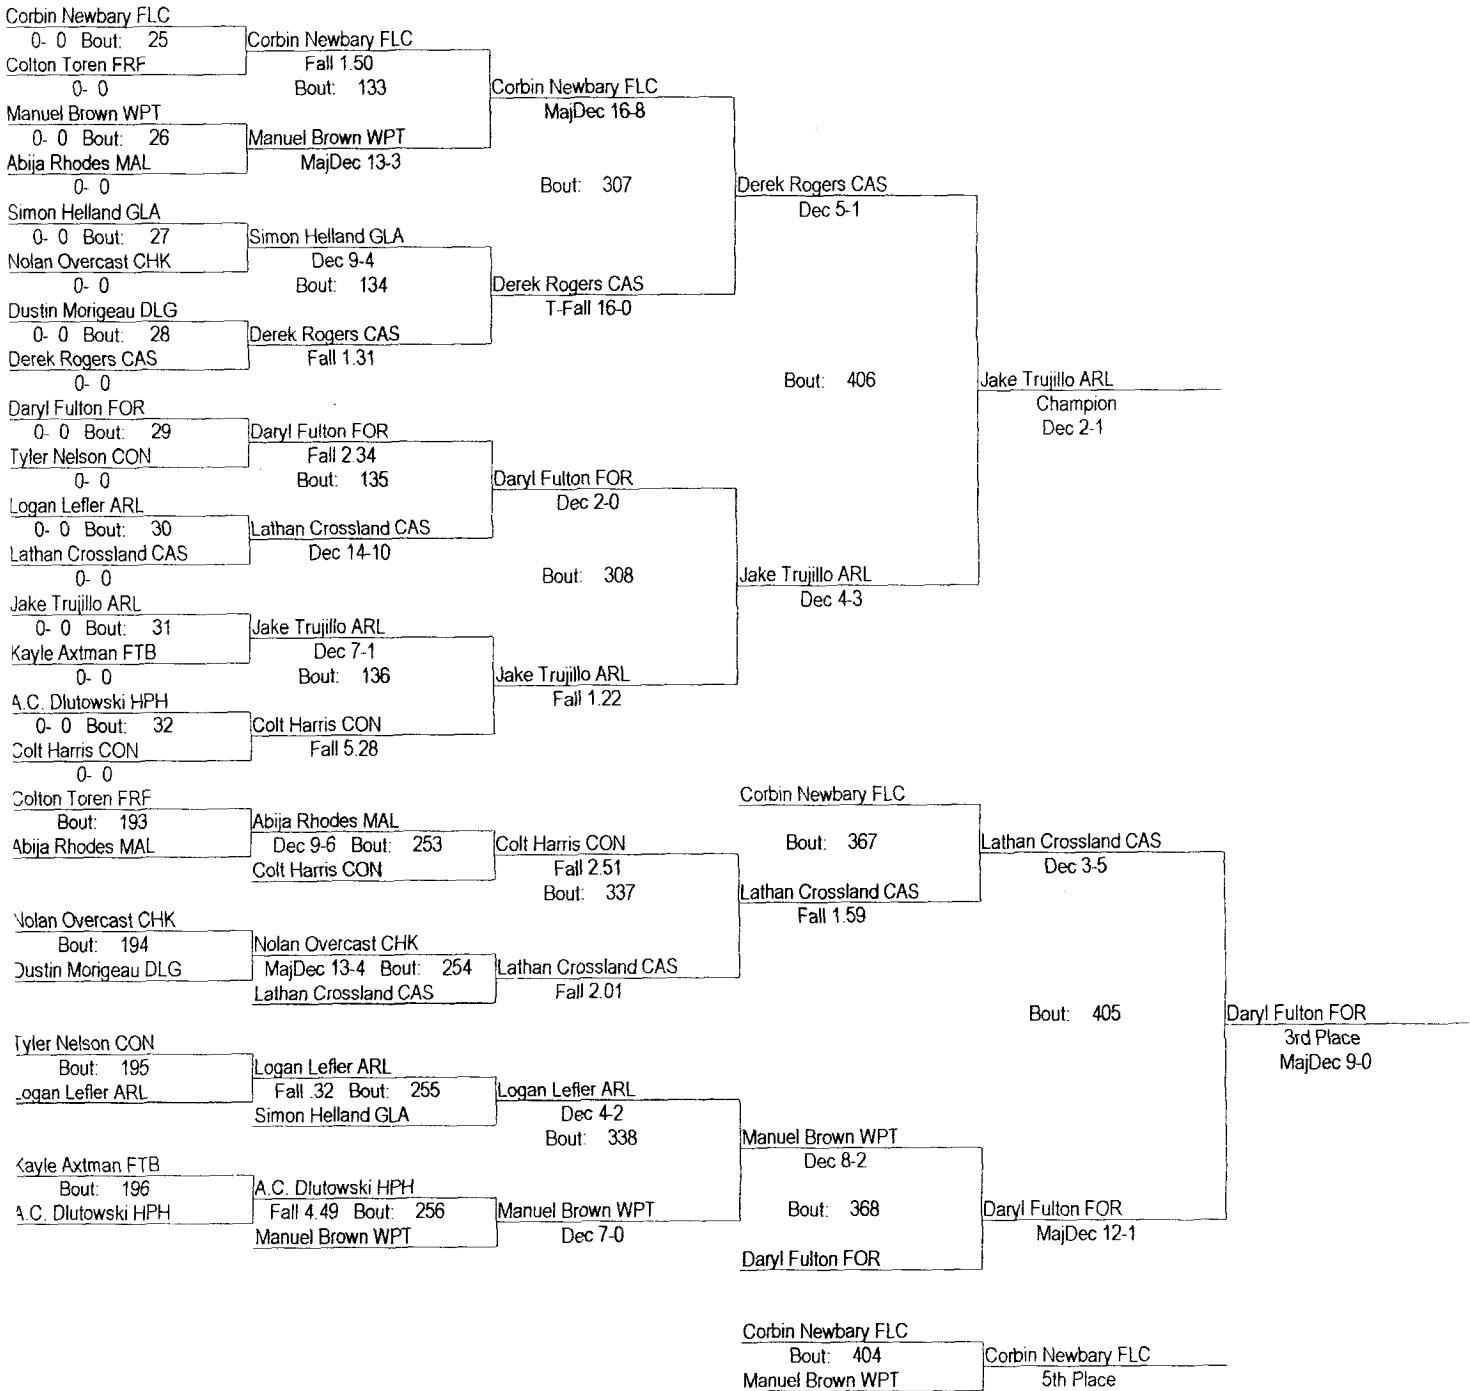 Corbin Newbary FLC
0- 0 Bout: 25
Corbin Newbary FLC
Colton Toren FRF
Fall 1.50
0- 0
Bout: 133
Corbin Newbary FLC
Manuel Brown WPT
MajDec 16-8
0- 0 Bout: 26
Manuel Brown WPT
Abija Rhodes MAL
MajDec 13-3
0- 0
Bout: 307
Derek Rogers CAS
Simon Helland GLA
Dec 5-1
0- 0 Bout: 27
Simon Helland GLA
Nolan Overcast CHK
Dec 9-4
0- 0
Bout: 134
Derek Rogers CAS
Dustin Morigeau DLG
T-Fall 16-0
0- 0 Bout: 28
Derek Rogers CAS
Derek Rogers CAS
Fall 1.31
0- 0
Bout: 406
Jake Trujillo ARL
Daryl Fulton FOR
Champion
0- 0 Bout: 29
Daryl Fulton FOR
Dec 2-1
Tyler Nelson CON
Fall 2.34
0- 0
Bout: 135
Daryl Fulton FOR
Logan Lefler ARL
Dec 2-0
0- 0 Bout: 30
Lathan Crossland CAS
Lathan Crossland CAS
Dec 14-10
0- 0
Bout: 308
Jake Trujillo ARL
Jake Trujillo ARL
Dec 4-3
0- 0 Bout: 31
Jake Trujillo ARL
Kayle Axtman FTB
Dec 7-1
0- 0
Bout: 136
Jake Trujillo ARL
A.C. Dlutowski HPH
Fall 1.22
0- 0 Bout: 32
Colt Harris CON
Colt Harris CON
Fall 5.28
0- 0
Colton Toren FRF
Corbin Newbary FLC
Bout: 193
Abija Rhodes MAL
Abija Rhodes MAL
Dec 9-6 Bout: 253
Colt Harris CON
Bout: 367
Lathan Crossland CAS
Colt Harris CON
Fall 2.51
Dec 3-5
Bout: 337
Lathan Crossland CAS
Fall 1.59
Nolan Overcast CHK
Bout: 194
Nolan Overcast CHK
Dustin Morigeau DLG
MajDec 13-4 Bout: 254
Lathan Crossland CAS
Lathan Crossland CAS
Fall 2.01
Bout: 405
Daryl Fulton FOR
3rd Place
MajDec 9-0
Tyler Nelson CON
Bout: 195
Logan Lefler ARL
Logan Lefler ARL
Fall .32 Bout: 255
Logan Lefler ARL
Simon Helland GLA
Dec 4-2
Bout: 338
Manuel Brown WPT
Dec 8-2
Kayle Axtman FTB
Bout: 196
A.C. Dlutowski HPH
A.C. Dlutowski HPH
Fall 4.49 Bout: 256
Manuel Brown WPT
Bout: 368
Daryl Fulton FOR
Manuel Brown WPT
Dec 7-0
MajDec 12-1
Daryl Fulton FOR
Corbin Newbary FLC
Bout: 404
Corbin Newbary FLC
Manuel Brown WPT
5th Place